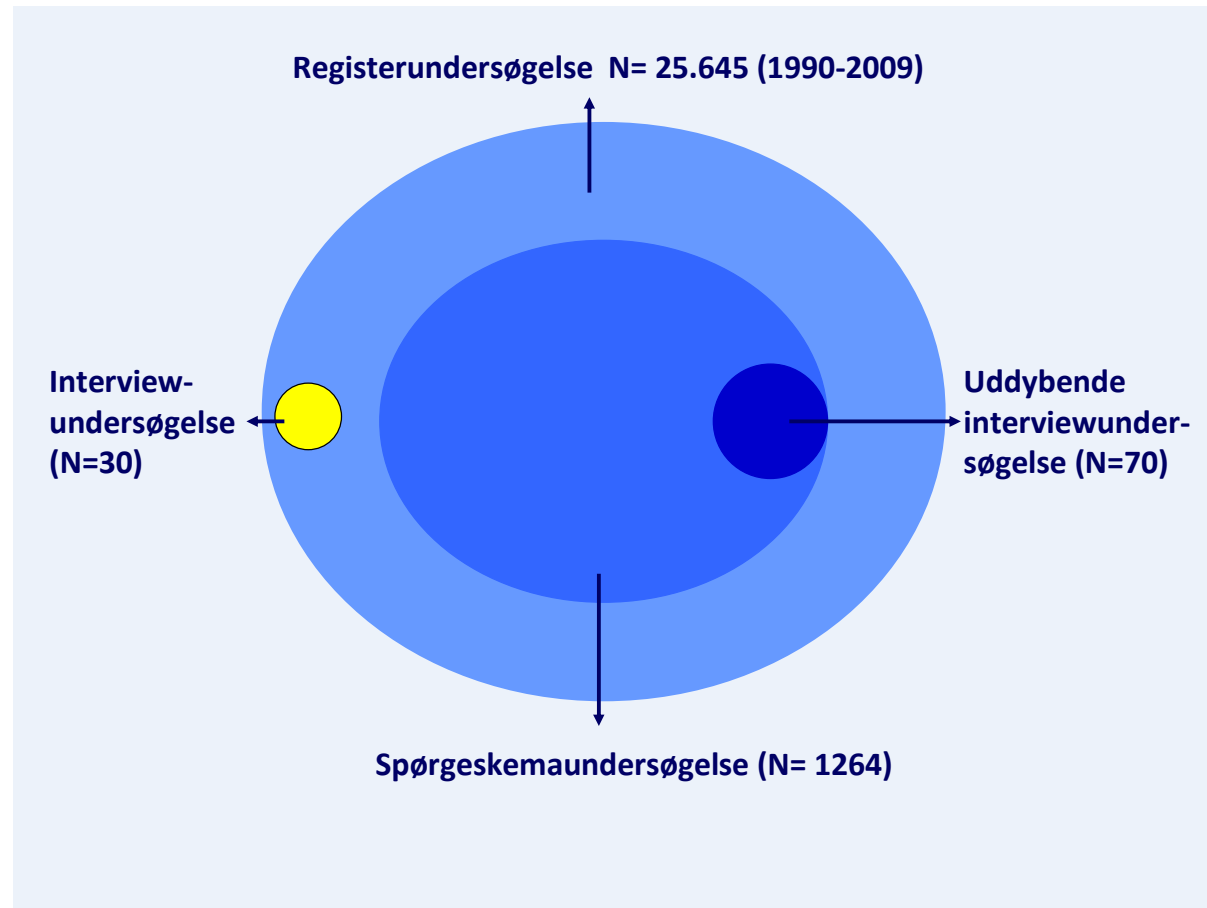 Registerundersøgelse  N= 25.645 (1990-2009)
Interview-
undersøgelse
(N=30)
Uddybende
interviewunder-
søgelse (N=70)
Spørgeskemaundersøgelse (N= 1264)